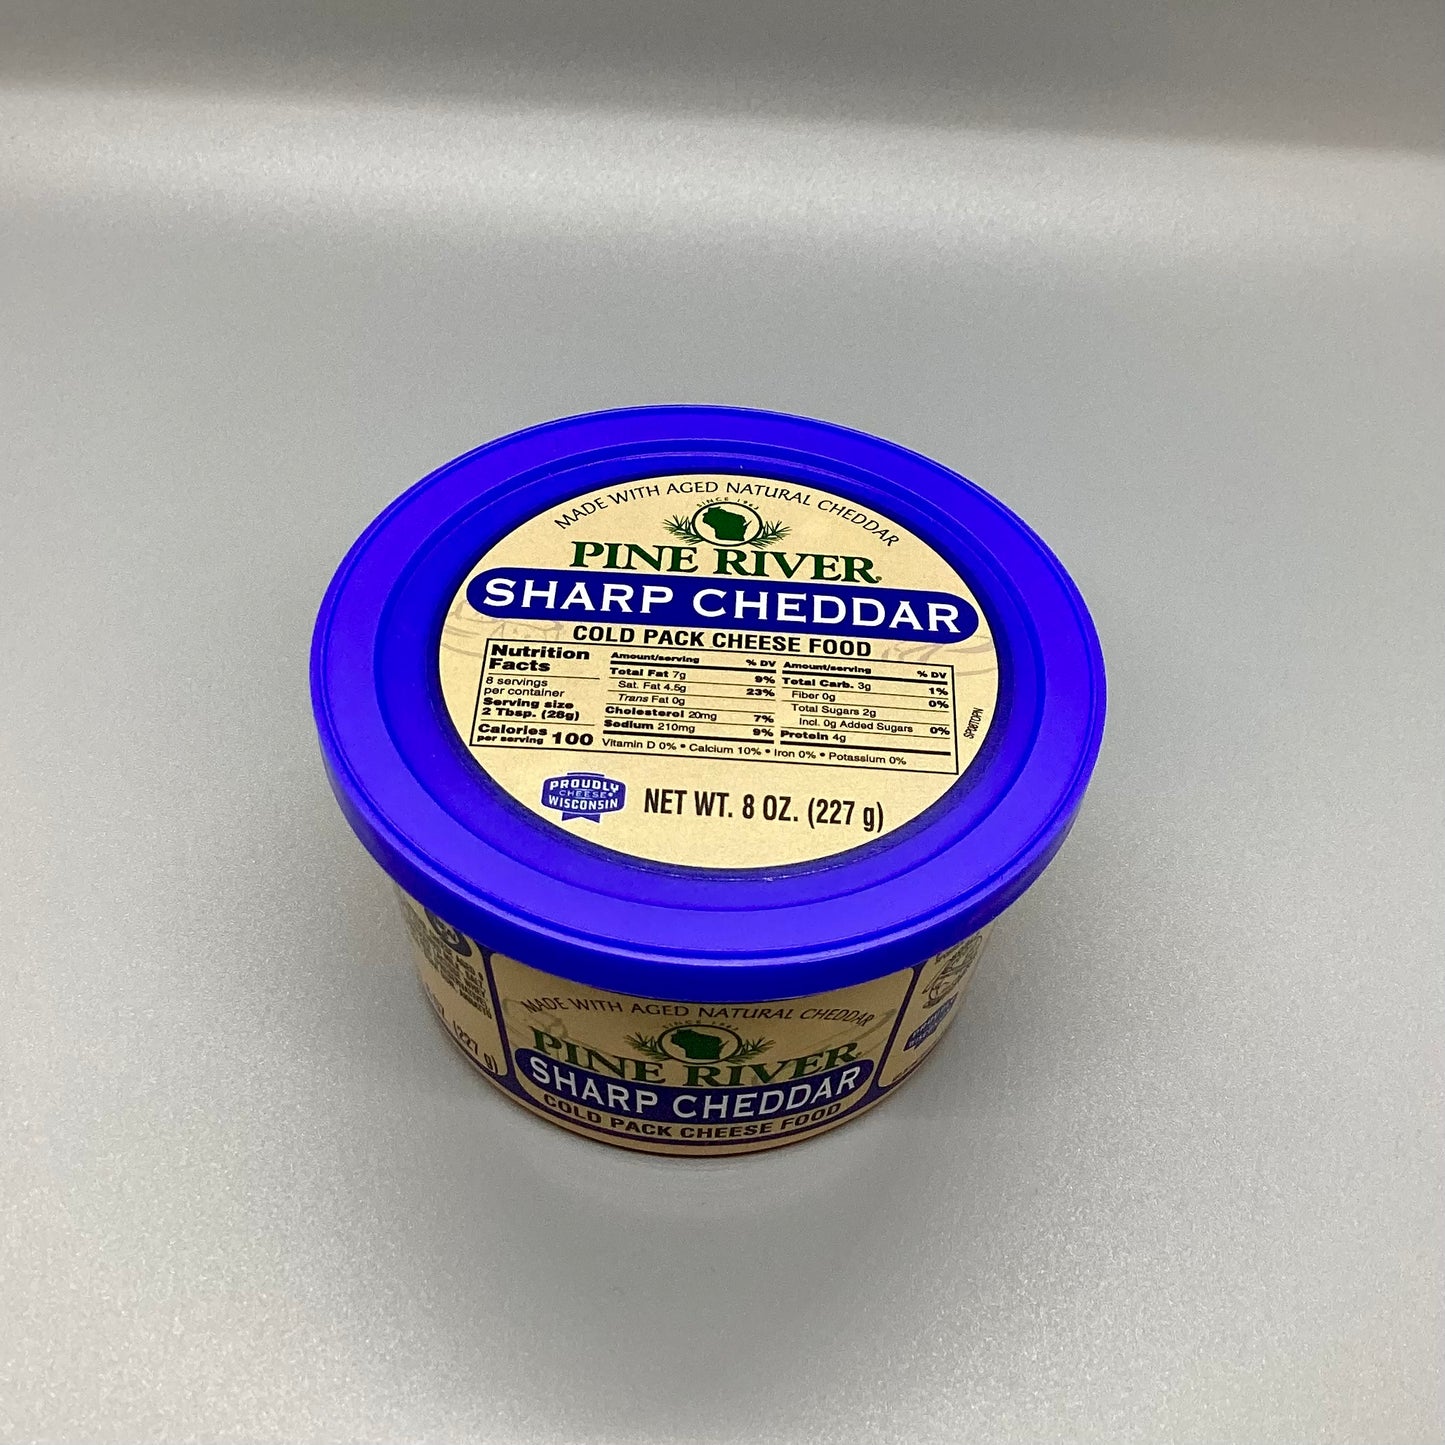 MADE WITH AGED NATURAL CHEDDAR
SINCE 1963
PINE RIVER
SHARP CHEDDAR
COLD PACK CHEESE FOOD
Nutrition
Facts
8 servings
per container
Serving size
2 Tbsp. (28g)
Calories
per serving 100
Amount/serving % DV
Total Fat 7g 9%
Sat. Fat 4.5g 23%
Trans Fat 0g
Cholesterol 20mg 7%
Sodium 210mg 9%
Amount/serving % DV
Total Carb. 3g 1%
Fiber 0g 0%
Total Sugars 2g
Incl. 0g Added Sugars 0%
Protein 4g
Vitamin D 0% • Calcium 10% • Iron 0% • Potassium 0%
PROUDLY
WISCONSIN
CHEESE
NET WT. 8 OZ. (227 g)
MADE WITH AGED NATURAL CHEDDAR
SINCE 1963
PINE RIVER
SHARP CHEDDAR
COLD PACK CHEESE FOOD
(227 g)